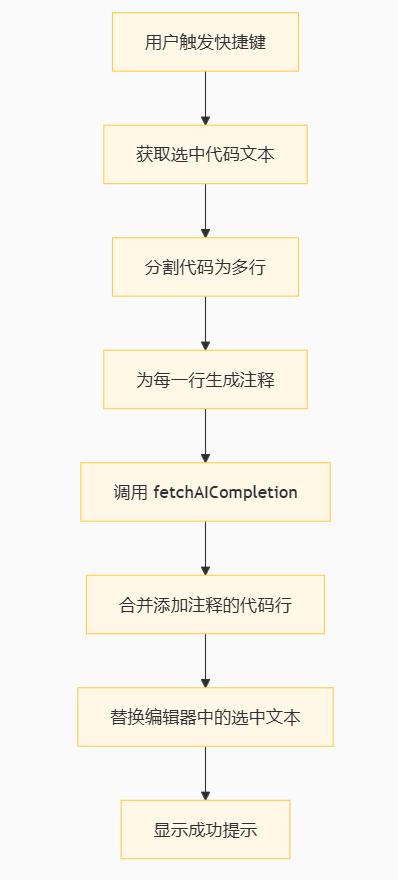 用户触发快捷键
获取选中代码文本
分割代码为多行
为每一行生成注释
调用 fetchAICompletion
合并添加注释的代码行
替换编辑器中的选中文本
显示成功提示